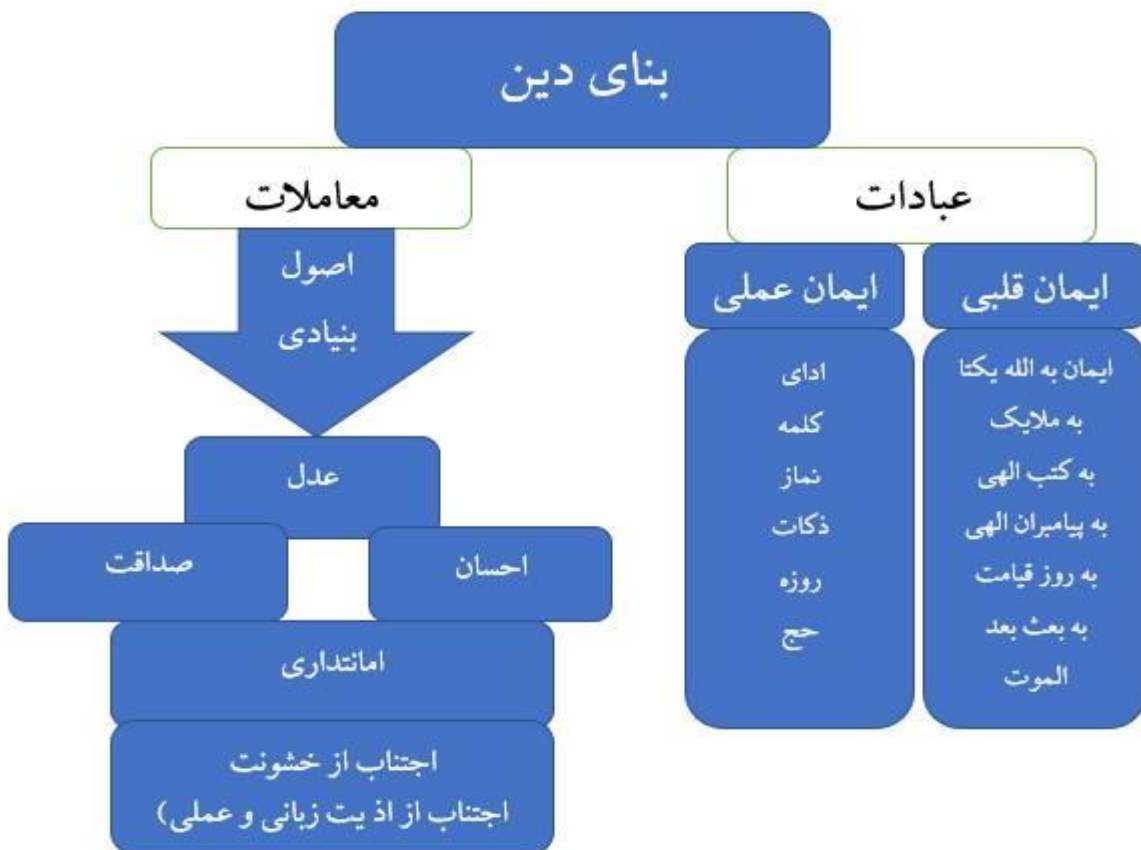 بنای دین
عبادات
معاملات
ایمان قلبی
ایمان عملی
ایمان به الله یکتا
به ملایک
به کتب الهی
به پیامبران الهی
به روز قیامت
به بعث بعد
الموت
ادای
کلمه
نماز
ذکات
روزه
حج
اصول
بنیادی
عدل
احسان
صداقت
امانتداری
اجتناب از خشونت
اجتناب از اذ یت زبانی و عملی)